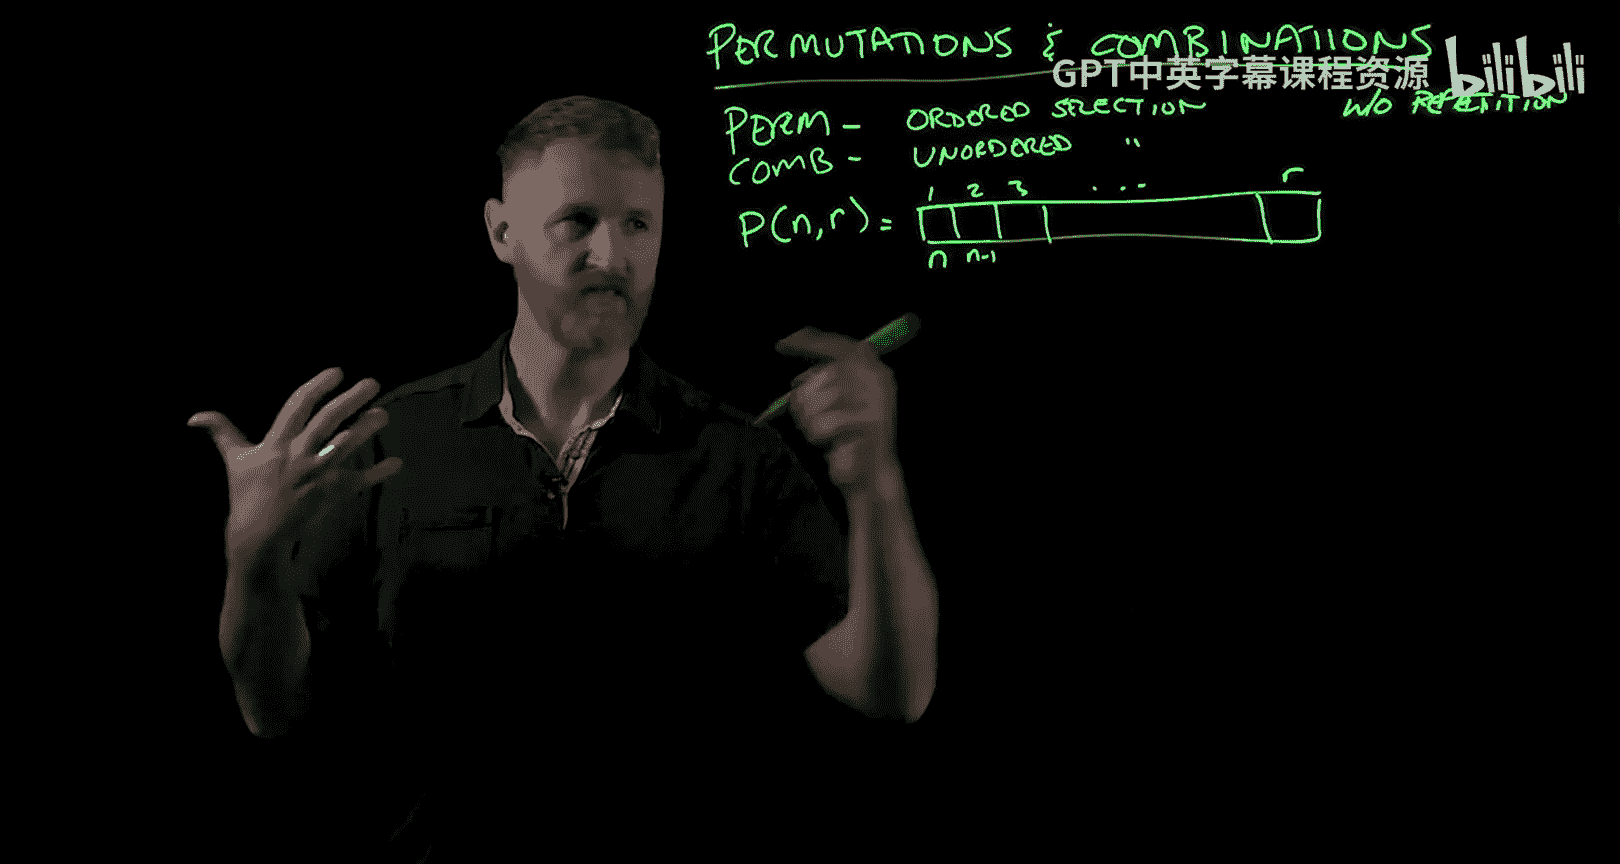 PERMUTATIONS & COMBINATIONS
GPT中英字幕课程资源 bilibili
PERM - ORDERED SELECTION W/O REPETITION
COMB - UNORDERED "
1 2 3 ... r
P(n,r) =
n n-1